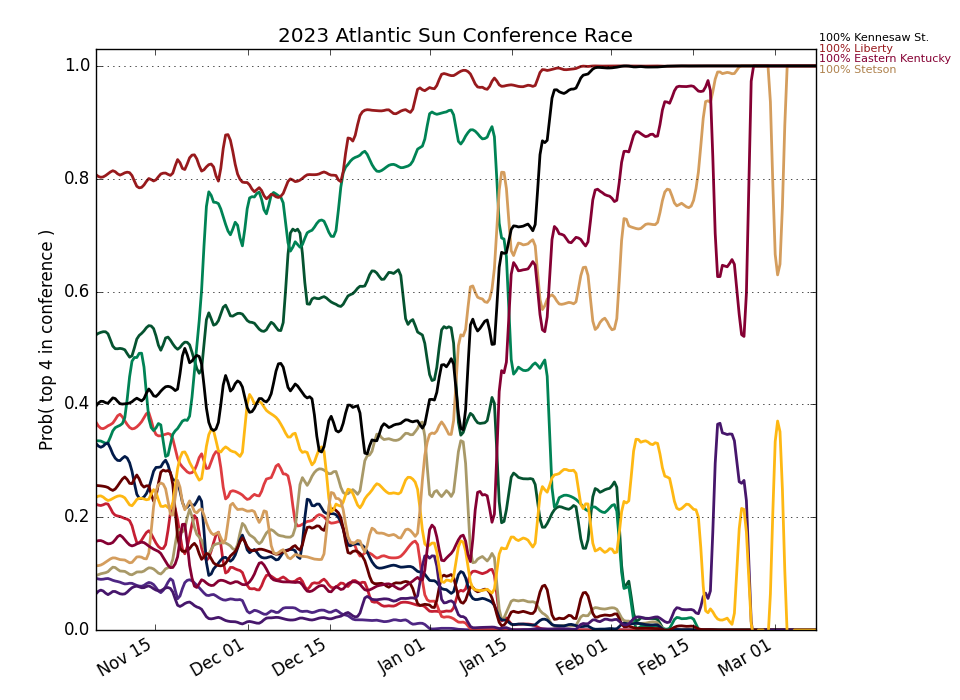 2023 Atlantic Sun Conference Race
100% Kennesaw St.
100% Liberty
100% Eastern Kentucky
100% Stetson
Prob( top 4 in conference )
1.0
0.8
0.6
0.4
0.2
0.0
Nov 15
Dec 01
Dec 15
Jan 01
Jan 15
Feb 01
Feb 15
Mar 01